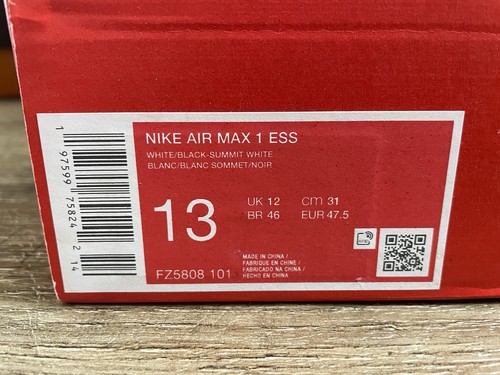 NIKE AIR MAX 1 ESS
WHITE/BLACK-SUMMIT WHITE
BLANC/BLANC SOMMET/NOIR
13
UK 12 CM 31
BR 46 EUR 47.5
FZ5808 101
MADE IN CHINA /
FABRIQUE EN CHINE /
FABRICADO NA CHINA /
HECHO EN CHINA
1 97599 75824 2 14